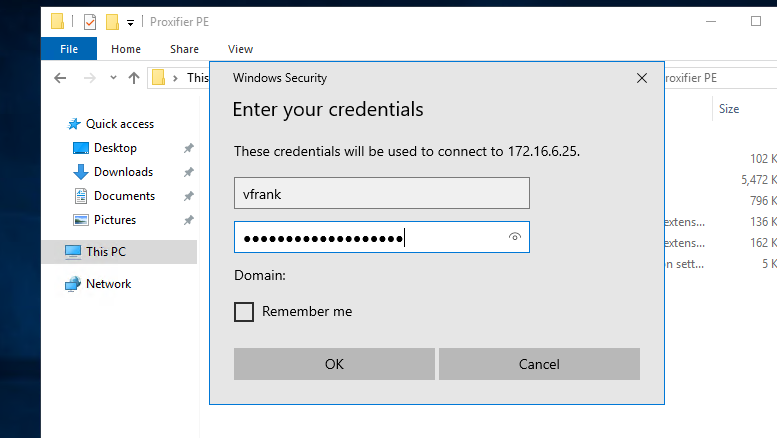 Proxifier PE
File Home Share View
This
roxifier PE
Size
Quick access
Desktop
Downloads
Documents
Pictures
This PC
Network
102 K
5,472 K
796 K
extens... 136 K
extens... 162 K
on sett... 5 K
Windows Security
Enter your credentials
These credentials will be used to connect to 172.16.6.25.
vfrank
●●●●●●●●●●●●●●●●●●●
Domain:
Remember me
OK Cancel